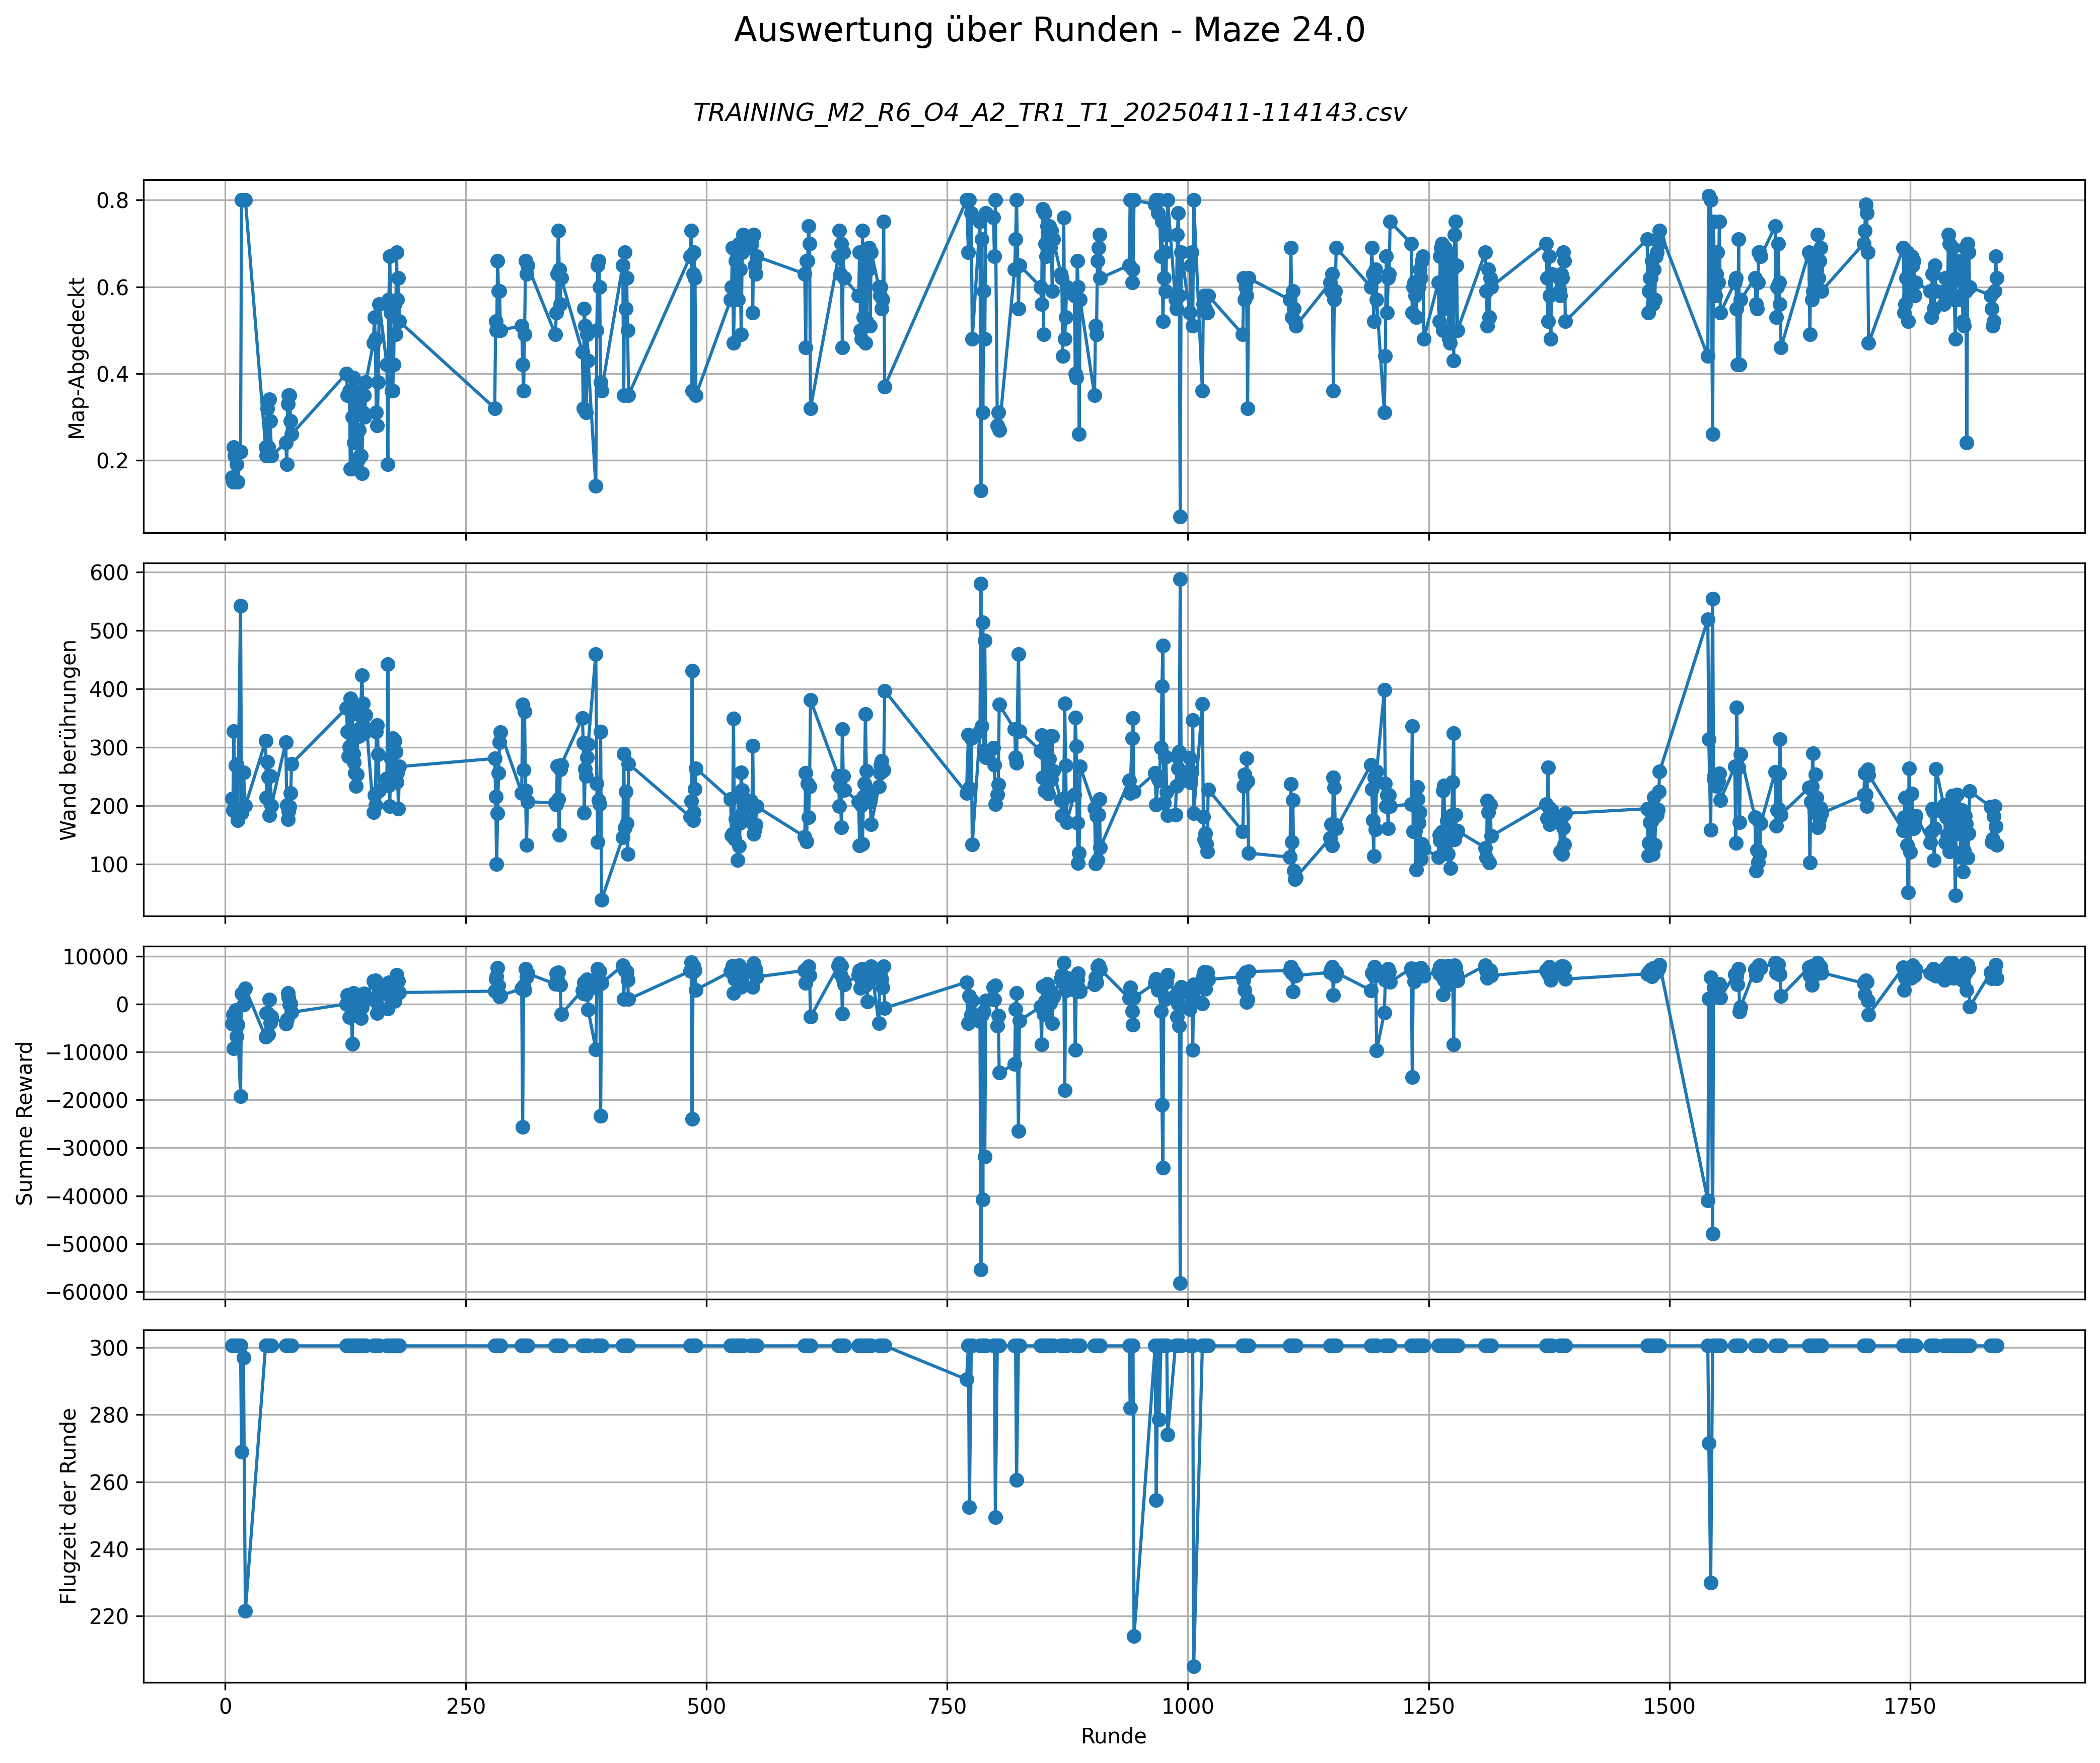 Auswertung über Runden - Maze 24.0
TRAINING_M2_R6_O4_A2_TR1_T1_20250411-114143.csv
Map-Abgedeckt
0.8
0.6
0.4
0.2
Wand berührungen
600
500
400
300
200
100
Summe Reward
10000
0
−10000
−20000
−30000
−40000
−50000
−60000
Flugzeit der Runde
300
280
260
240
220
0 250 500 750 1000 1250 1500 1750
Runde